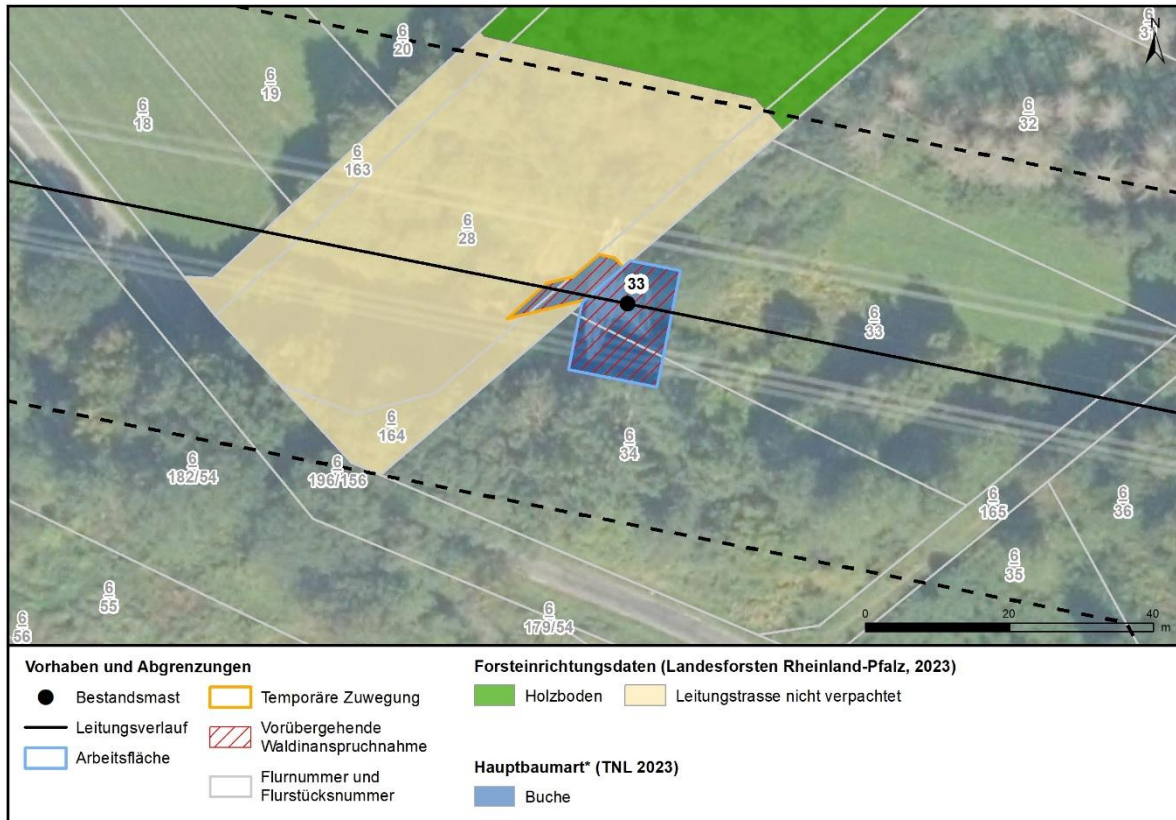 6
20
6
3
N
6
19
6
18
6
32
6
163
6
28
33
6
33
6
164
6
182/54
6
196/156
6
34
6
165
6
36
6
35
6
55
6
56
6
179/54
0 20 40
m
Vorhaben und Abgrenzungen
Bestandsmast
Leitungsverlauf
Arbeitsfläche
Temporäre Zuwegung
Vorübergehende
Waldinanspruchnahme
Flurnummer und
Flurstücksnummer
Forsteinrichtungsdaten (Landesforsten Rheinland-Pfalz, 2023)
Holzboden
Leitungstrasse nicht verpachtet
Hauptbaumart* (TNL 2023)
Buche